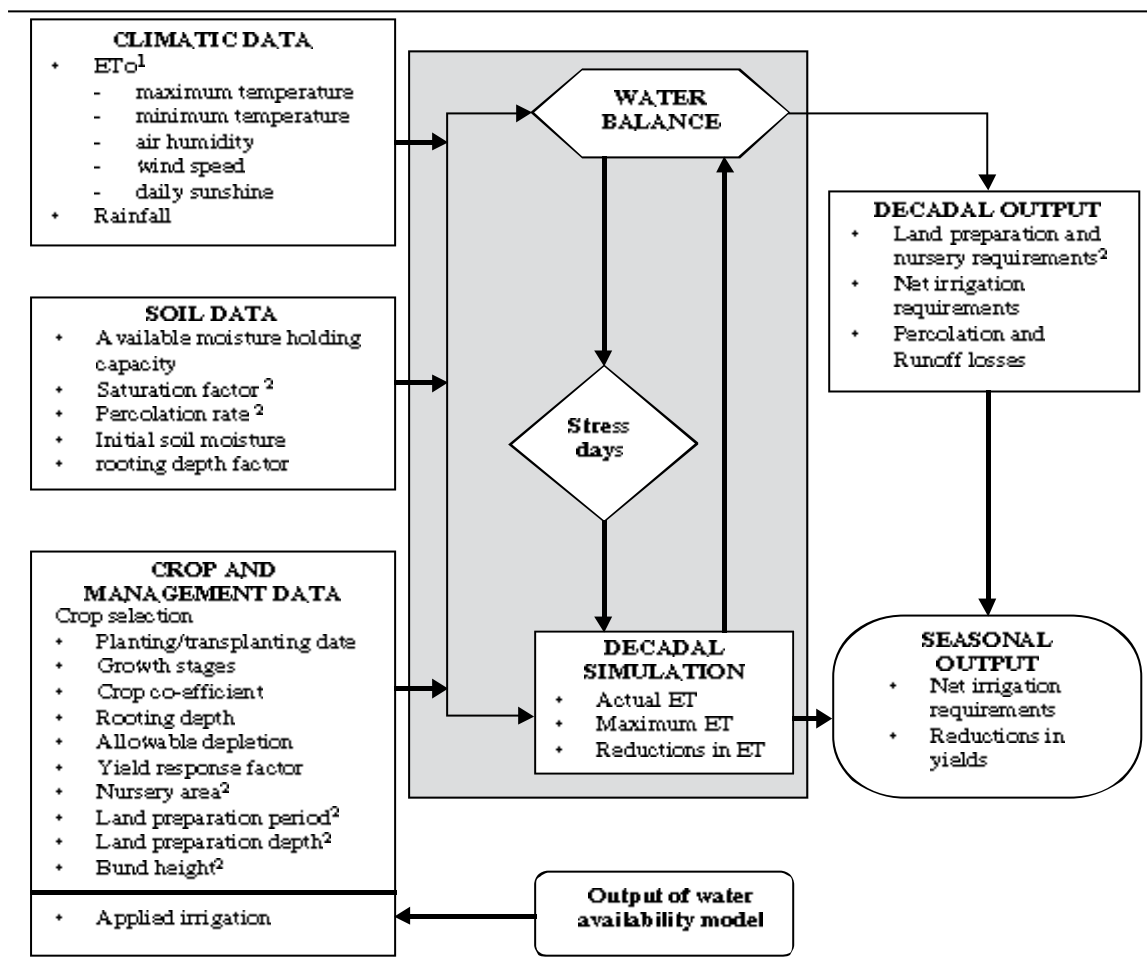 CLIMATIC DATA
• ETo¹
- maximum temperature
- minimum temperature
- air humidity
- wind speed
- daily sunshine
• Rainfall
SOIL DATA
• Available moisture holding
capacity
• Saturation factor ²
• Percolation rate ²
• Initial soil moisture
• rooting depth factor
CROP AND
MANAGEMENT DATA
Crop selection
• Planting/transplanting date
• Growth stages
• Crop co-efficient
• Rooting depth
• Allowable depletion
• Yield response factor
• Nursery area²
• Land preparation period²
• Land preparation depth²
• Bund height²
• Applied irrigation
WATER
BALANCE
Stress
days
DECADAL
SIMULATION
• Actual ET
• Maximum ET
• Reductions in ET
Output of water
availability model
DECADAL OUTPUT
• Land preparation and
nursery requirements²
• Net irrigation
requirements
• Percolation and
Runoff losses
SEASONAL
OUTPUT
• Net irrigation
requirements
• Reductions in
yields